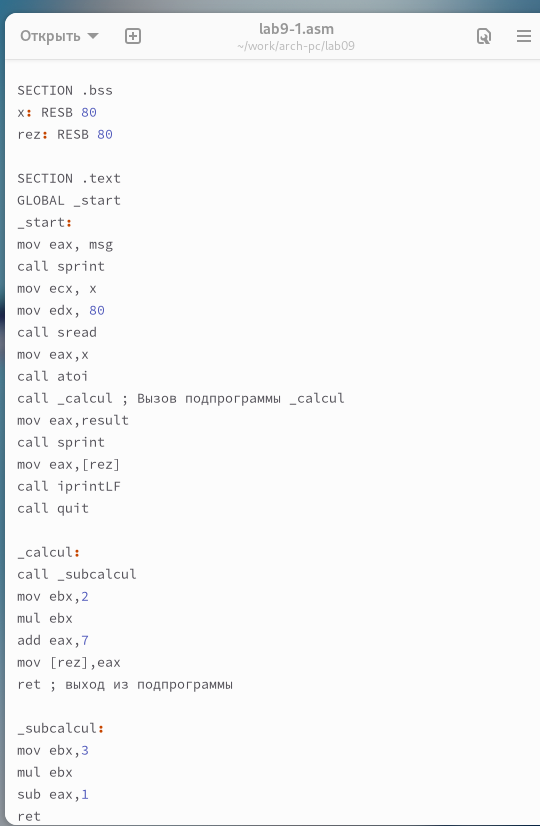 Открыть
lab9-1.asm
~/work/arch-pc/lab09
SECTION .bss
x: RESB 80
rez: RESB 80
SECTION .text
GLOBAL _start
_start:
mov eax, msg
call sprint
mov ecx, x
mov edx, 80
call sread
mov eax,x
call atoi
call _calcul ; Вызов подпрограммы _calcul
mov eax,result
call sprint
mov eax,[rez]
call iprintLF
call quit
_calcul:
call _subcalcul
mov ebx,2
mul ebx
add eax,7
mov [rez],eax
ret ; выход из подпрограммы
_subcalcul:
mov ebx,3
mul ebx
sub eax,1
ret